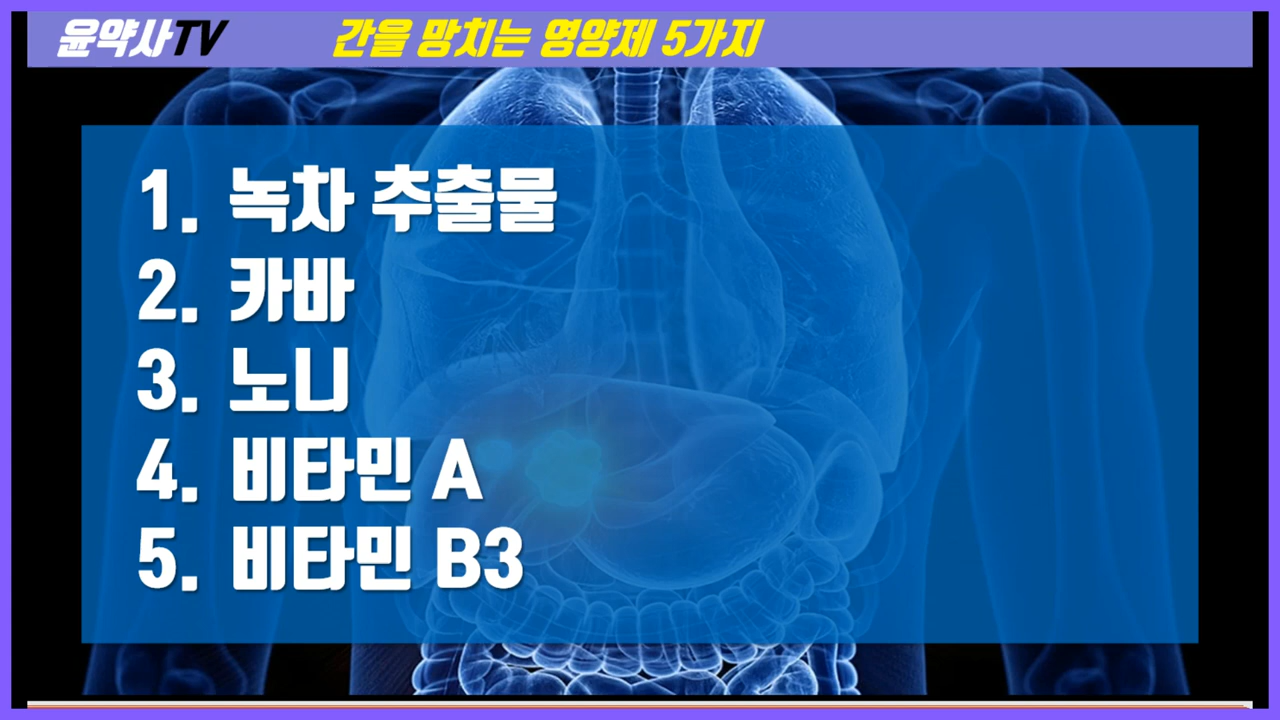 윤약사TV 간을 망치는 영양제 5가지
1. 녹차 추출물
2. 카바
3. 노니
4. 비타민 A
5. 비타민 B3